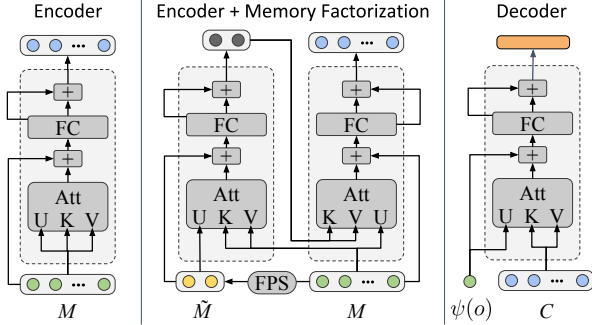 Encoder
Encoder + Memory Factorization
Decoder
+
FC
+
Att
U K V
M
+
FC
+
Att
U K V
M̃
FPS
+
FC
+
Att
K V U
M
+
FC
+
Att
U K V
ψ(o)
C